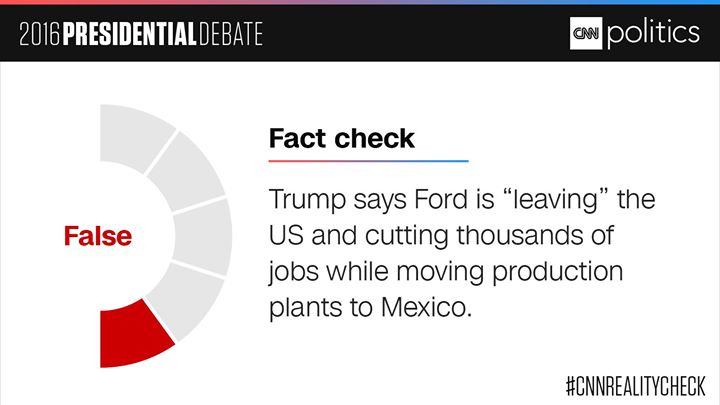 2016 PRESIDENTIAL DEBATE
CNN politics
Fact check
False
Trump says Ford is “leaving” the
US and cutting thousands of
jobs while moving production
plants to Mexico.
#CNNREALITYCHECK